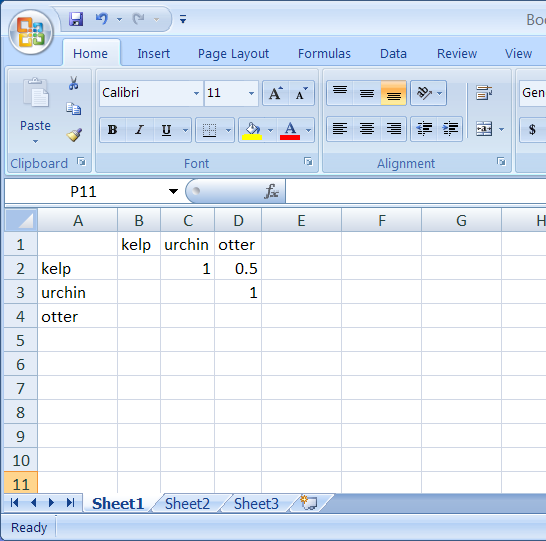 Boo
Home Insert Page Layout Formulas Data Review View
Calibri 11 A A Gen
Paste B I U A a $
Clipboard Font Alignment
P11 fx
A B C D E F G H
1 kelp urchin otter
2 kelp 1 0.5
3 urchin 1
4 otter
5
6
7
8
9
10
11
Sheet1 Sheet2 Sheet3
Ready